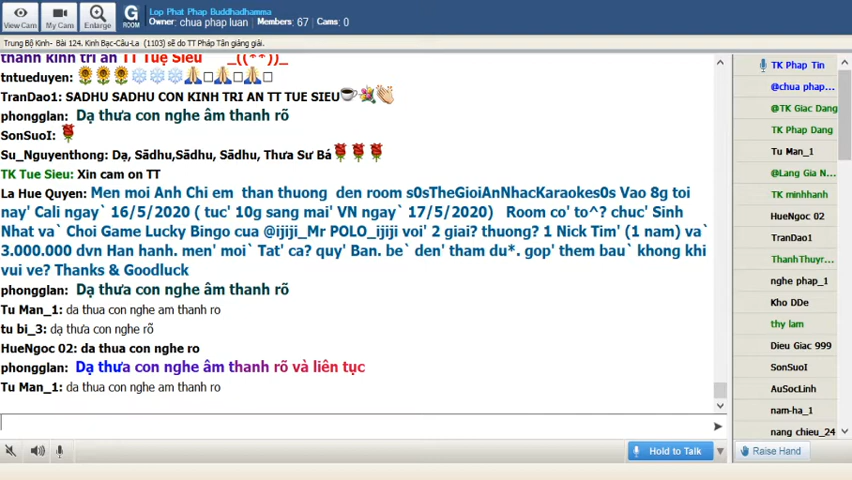 View Cam
My Cam
Enlarge
G
ROOM
Lop Phat Phap Buddhadhamma
Owner: chua phap luan Members: 67 Cams: 0
Trung Bộ Kinh- Bài 124. Kinh Bạc-Câu-La (1103) sẽ do TT Pháp Tân giảng giải.
thanh kinh tri ân TT Tuệ Siêu _((**))_
tntueduyen: 🌻🌻🌻❄❄❄🙏□🙏□🙏□
TranDao1: SADHU SADHU CON KINH TRI AN TT TUE SIEU
phongglan: Dạ thưa con nghe âm thanh rõ
SonSuoI: 🌹
Su_Nguyenthong: Dạ, Sādhu,Sādhu, Sādhu, Thưa Sư Bá🌹🌹🌹
TK Tue Sieu: Xin cam on TT
La Hue Quyen: Men moi Anh Chi em than thuong den room s0sTheGioiAnNhacKaraokes0s Vao 8g toi
nay' Cali ngay` 16/5/2020 ( tuc' 10g sang mai' VN ngay` 17/5/2020) Room co' to^? chuc' Sinh
Nhat va` Choi Game Lucky Bingo cua @ijiji_Mr POLO_ijiji voi' 2 giai? thuong? 1 Nick Tim' (1 nam) va`
3.000.000 dvn Han hanh. men' moi` Tat' ca? quy' Ban. be` den' tham du*. gop' them bau` khong khi
vui ve? Thanks & Goodluck
phongglan: Dạ thưa con nghe âm thanh rõ
Tu Man_1: da thua con nghe am thanh ro
tu bi_3: dạ thưa con nghe rõ
HueNgoc 02: da thua con nghe ro
phongglan: Dạ thưa con nghe âm thanh rõ và liên tục
Tu Man_1: da thua con nghe am thanh ro
Hold to Talk
TK Phap Tin
@chua phap...
@TK Giac Dang
TK Phap Dang
Tu Man_1
@Lang Gia N...
TK minhhanh
HueNgoc 02
TranDao1
ThanhThuyr...
nghe phap_1
Kho DDe
thy lam
Dieu Giac 999
SonSuoI
AuSocLinh
nam-ha_1
nang chieu_24
Raise Hand